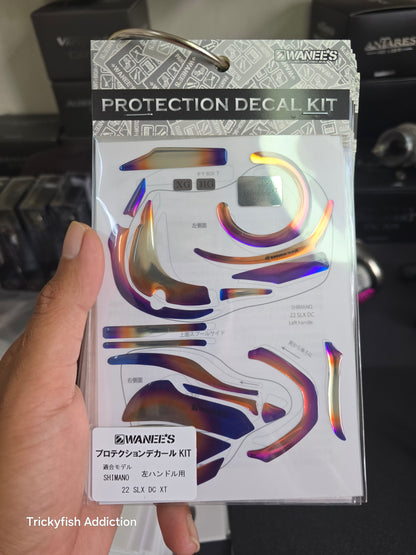 WANEE'S
PROTECTION DECAL KIT
ANTARES
XG HG
左側面
SHIMANO
22 SLX DC
Left handle
上面スプールサイド
右側面
WANEE'S
プロテクションデカール KIT
適合モデル
SHIMANO 左ハンドル用
22 SLX DC XT
Trickyfish Addiction